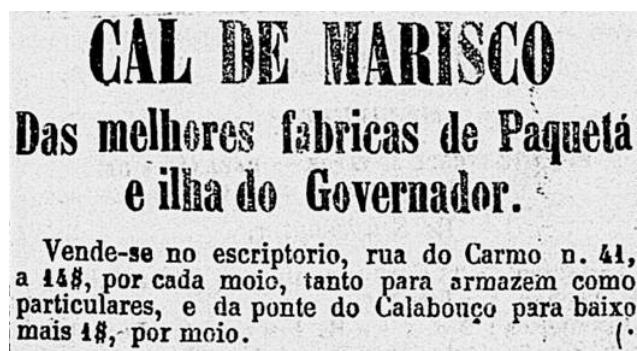 CAL DE MARISCO
Das melhores fabricas de Paquetá
e ilha do Governador.
Vende-se no escriptorio, rua do Carmo n. 41,
a 14$, por cada moio, tanto para armazem como
particulares, e da ponte do Calabouço para baixo
mais 1$, por moio. (·